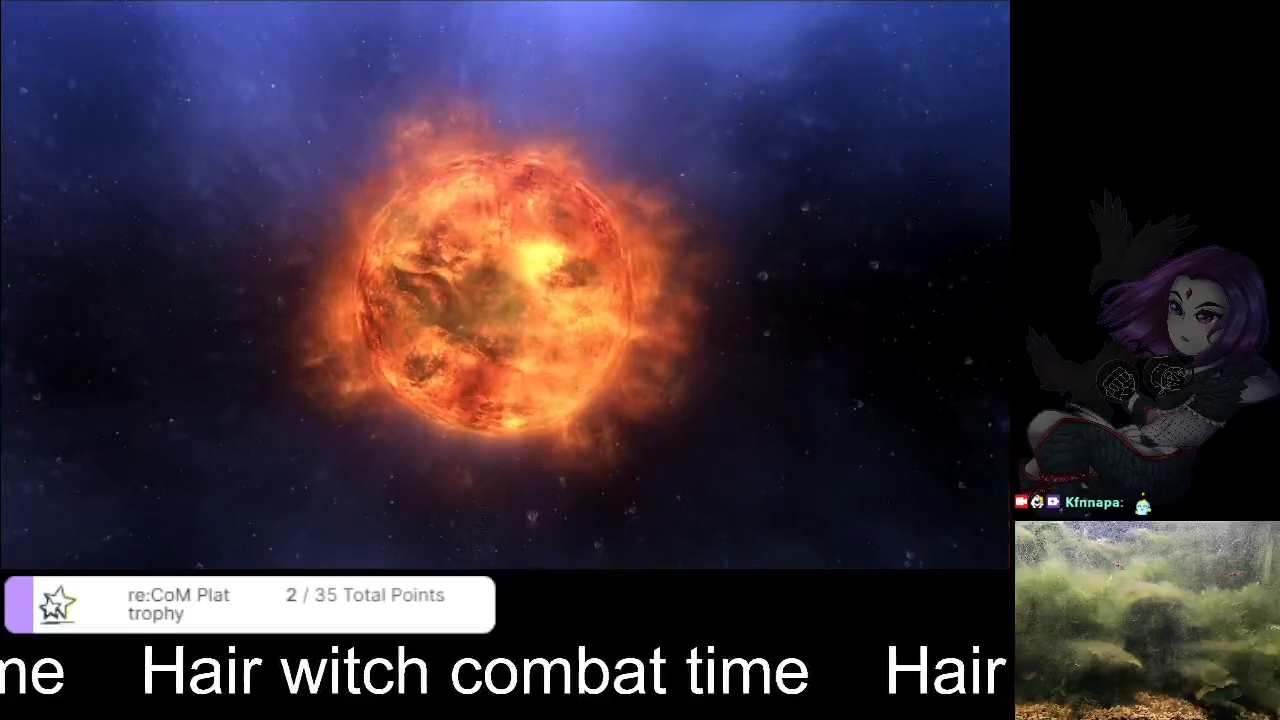 Kfnnapa:
re:CoM Plat
trophy
2 / 35 Total Points
me Hair witch combat time Hair